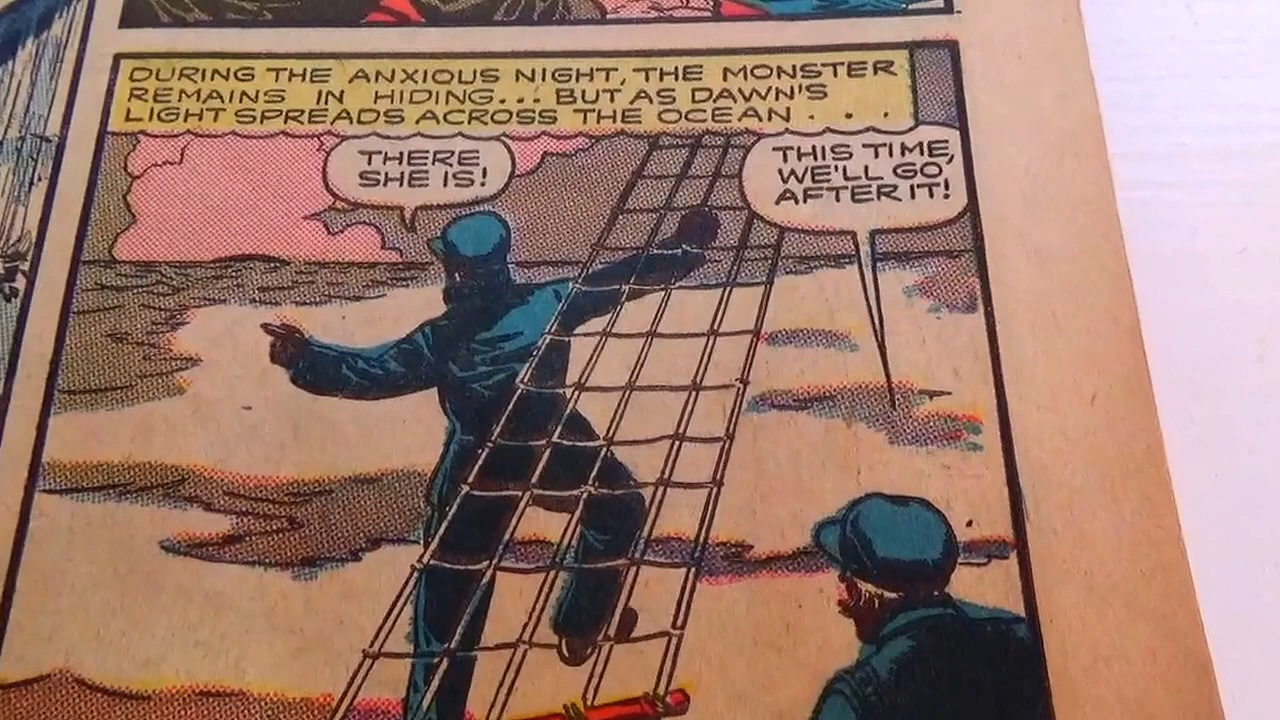 DURING THE ANXIOUS NIGHT, THE MONSTER
REMAINS IN HIDING... BUT AS DAWN'S
LIGHT SPREADS ACROSS THE OCEAN . . .
THERE
SHE IS!
THIS TIME,
WE'LL GO
AFTER IT!